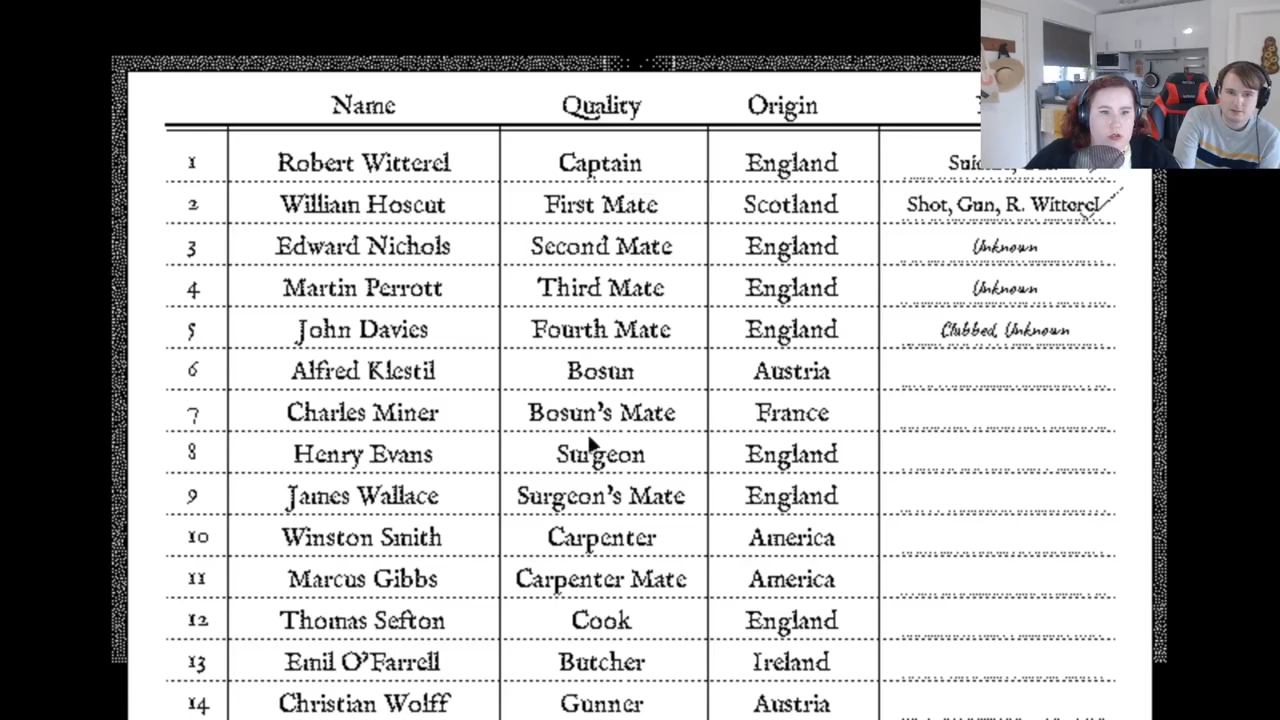 Name Quality Origin
1 Robert Witterel Captain England
2 William Hoscut First Mate Scotland Shot, Gun, R. Witterel
3 Edward Nichols Second Mate England Unknown
4 Martin Perrott Third Mate England Unknown
5 John Davies Fourth Mate England Clubbed, Unknown
6 Alfred Klestil Bosun Austria
7 Charles Miner Bosun's Mate France
8 Henry Evans Surgeon England
9 James Wallace Surgeon's Mate England
10 Winston Smith Carpenter America
11 Marcus Gibbs Carpenter Mate America
12 Thomas Sefton Cook England
13 Emil O'Farrell Butcher Ireland
14 Christian Wolff Gunner Austria